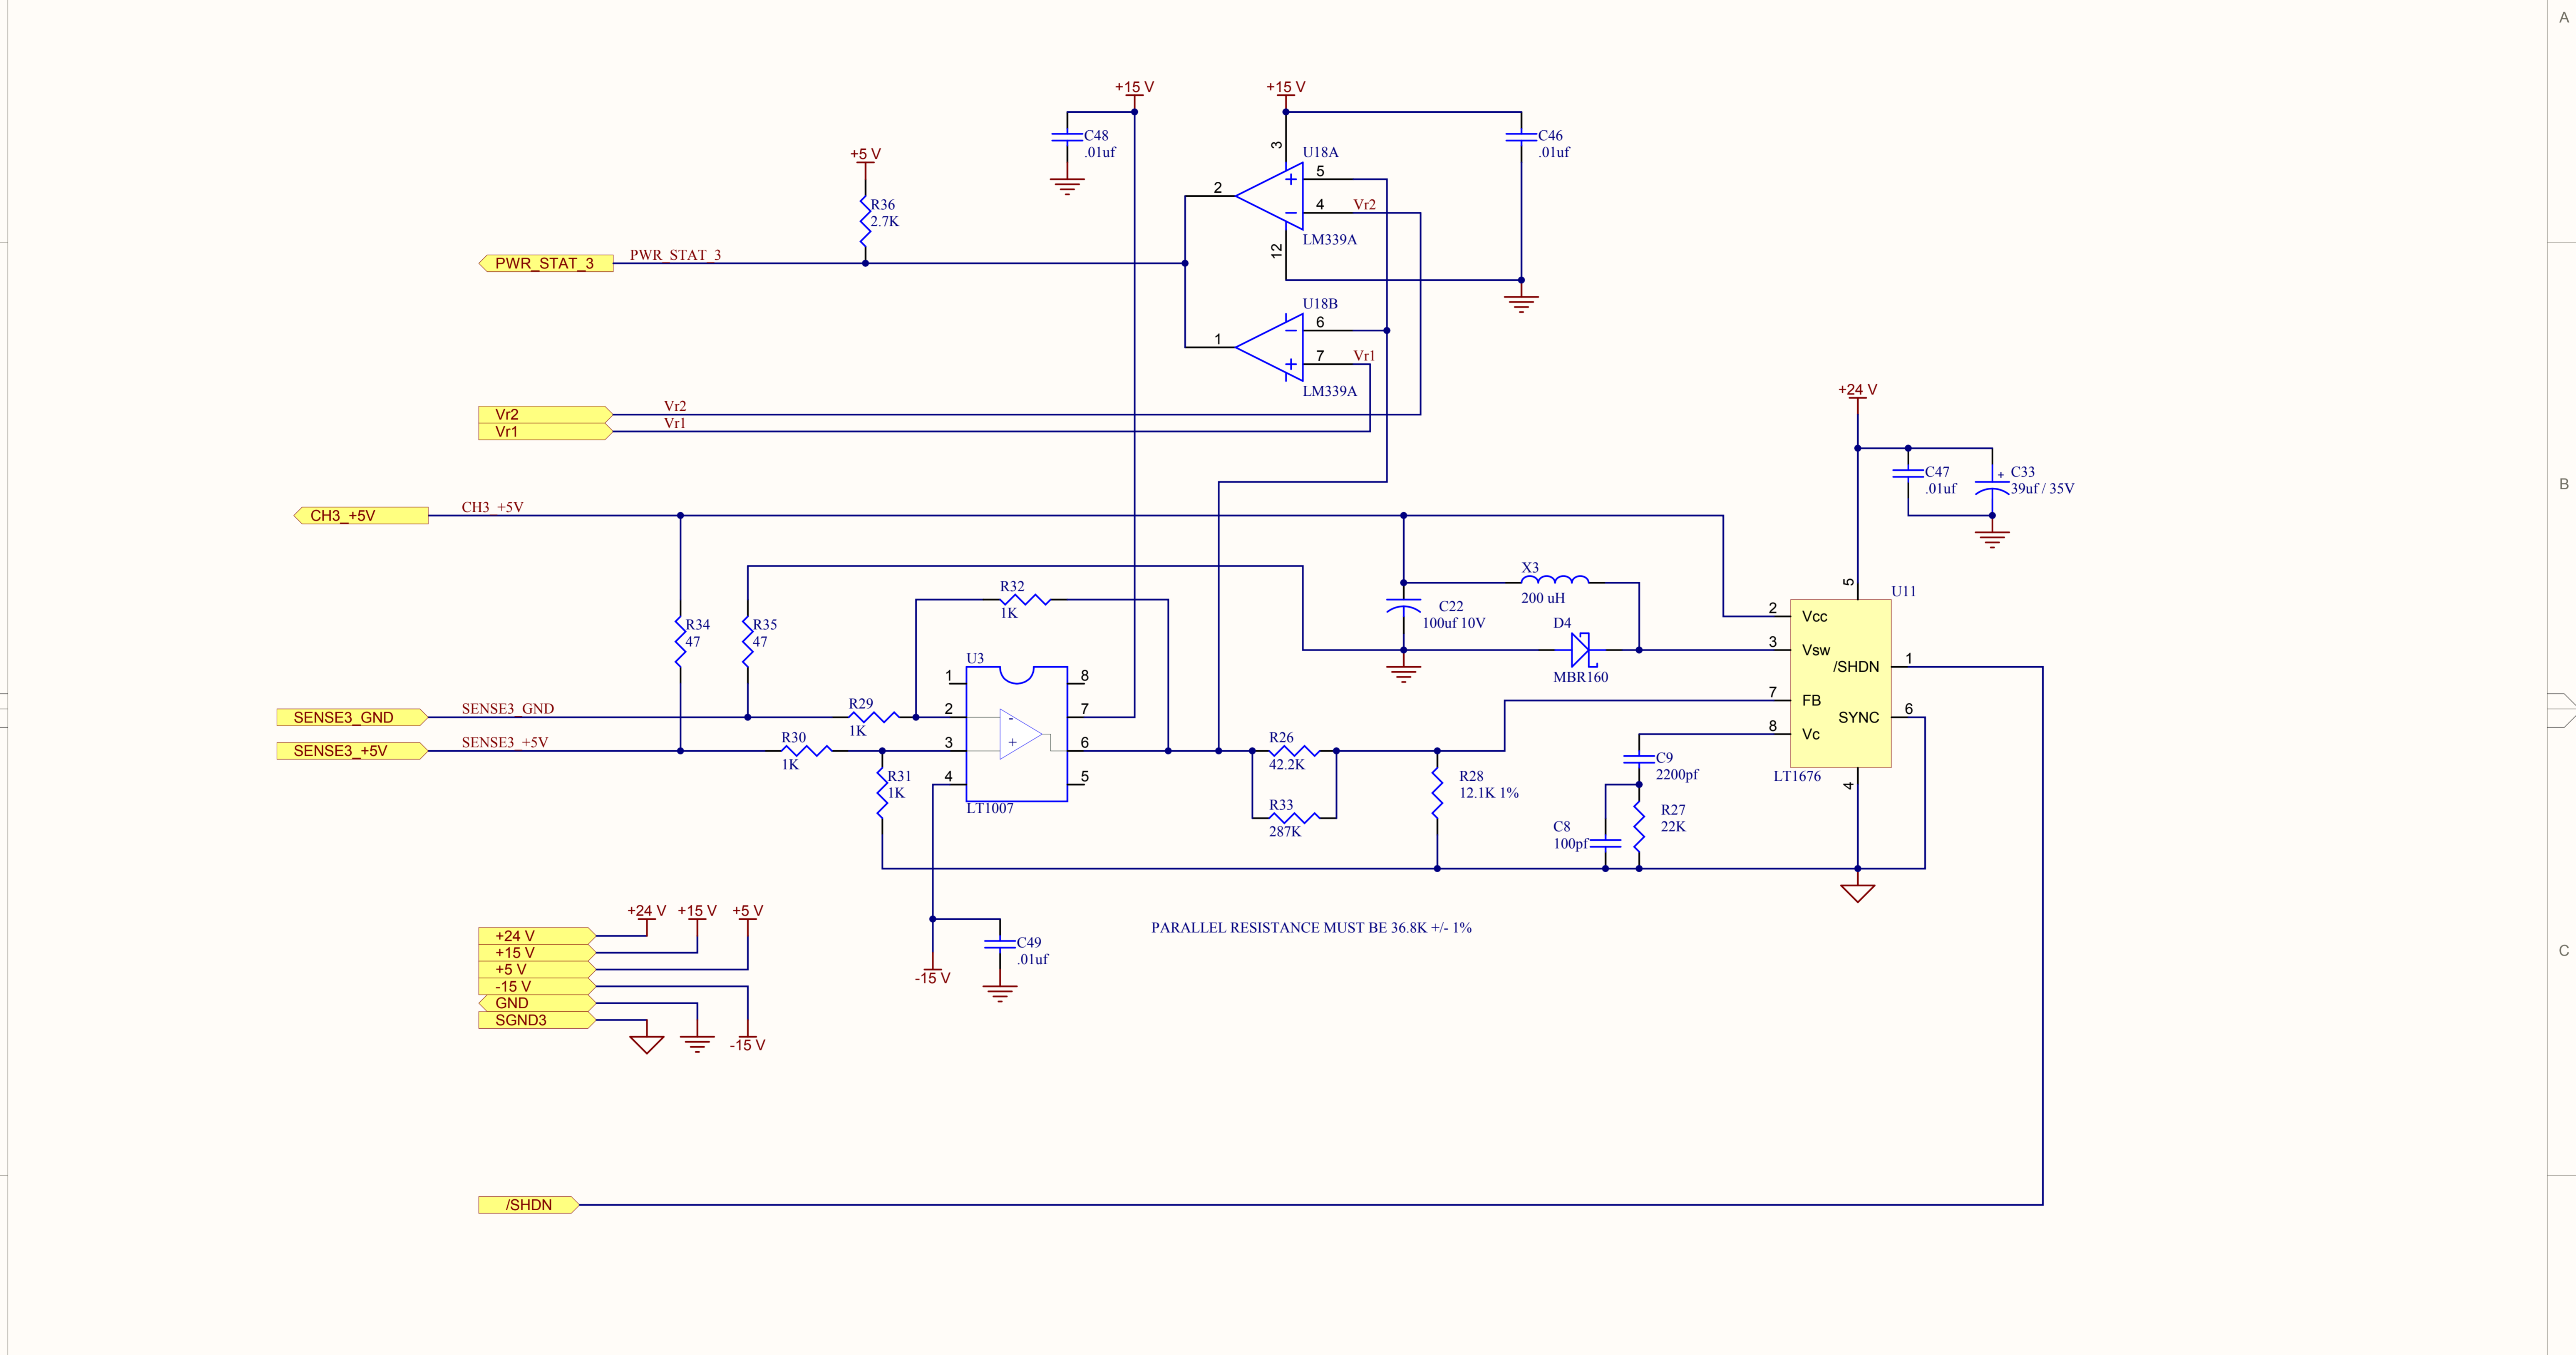 A
+15 V
+15 V
C48
.01uf
C46
.01uf
3
U18A
5
+5 V
2
4
Vr2
R36
2.7K
LM339A
12
PWR_STAT_3
PWR_STAT_3
U18B
6
1
7
Vr1
LM339A
+24 V
Vr2
Vr2
Vr1
Vr1
C47
.01uf
+ C33
39uf / 35V
B
CH3_+5V
CH3_+5V
X3
200 uH
5
U11
R32
1K
C22
100uf 10V
2
Vcc
R34
47
R35
47
D4
MBR160
3
Vsw
/SHDN
1
U3
1
8
7
FB
SENSE3_GND
SENSE3_GND
R29
1K
2
-
7
SYNC
6
8
Vc
SENSE3_+5V
SENSE3_+5V
R30
1K
3
+
6
R26
42.2K
C9
2200pf
R31
1K
4
5
R28
12.1K 1%
LT1676
4
LT1007
R33
287K
R27
22K
C8
100pf
+24 V
+15 V
+5 V
PARALLEL RESISTANCE MUST BE 36.8K +/- 1%
+24 V
+15 V
+5 V
-15 V
GND
SGND3
C49
.01uf
C
-15 V
-15 V
/SHDN